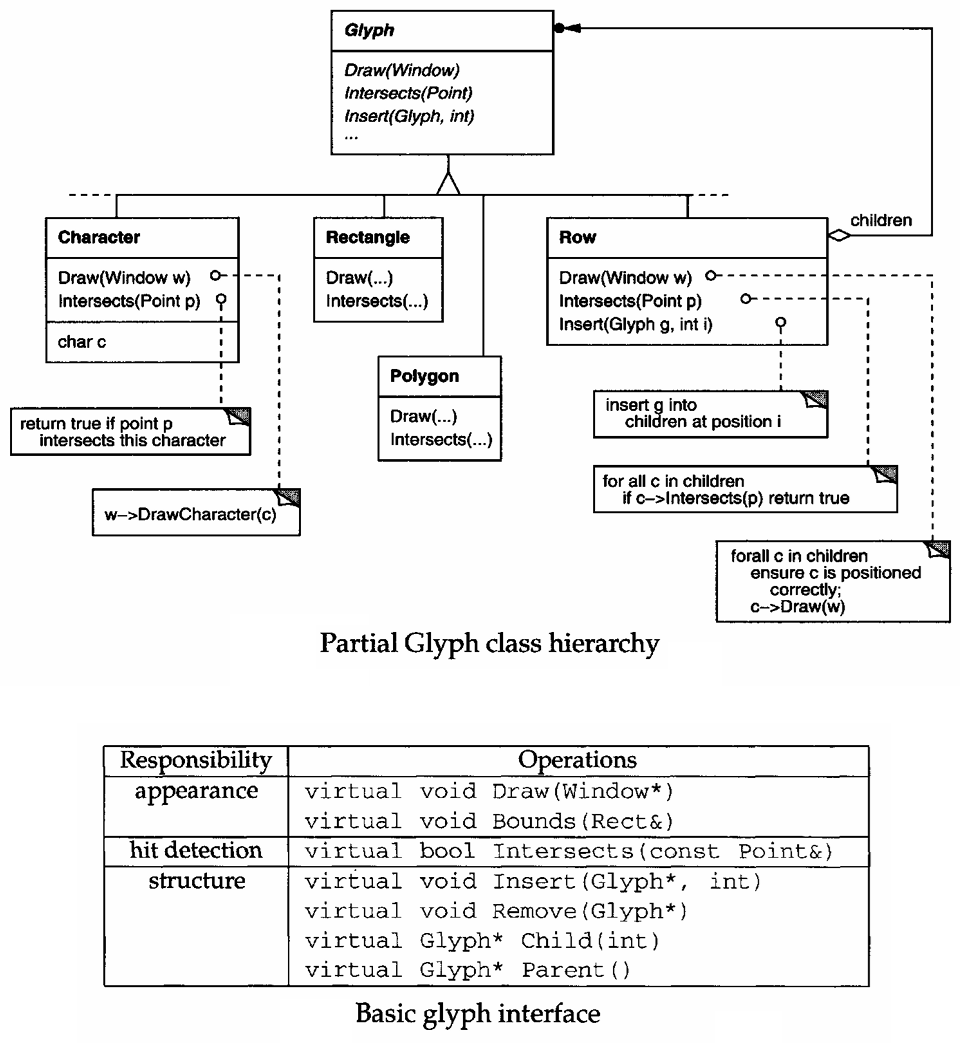 Glyph
Draw(Window)
Intersects(Point)
Insert(Glyph, int)
...
children
Character
Draw(Window w)
Intersects(Point p)
char c
Rectangle
Draw(...)
Intersects(...)
Row
Draw(Window w)
Intersects(Point p)
Insert(Glyph g, int i)
Polygon
Draw(...)
Intersects(...)
return true if point p
intersects this character
w->DrawCharacter(c)
insert g into
children at position i
for all c in children
if c->Intersects(p) return true
forall c in children
ensure c is positioned
correctly;
c->Draw(w)
Partial Glyph class hierarchy
Responsibility Operations
appearance virtual void Draw(Window*)
virtual void Bounds(Rect&)
hit detection virtual bool Intersects(const Point&)
structure virtual void Insert(Glyph*, int)
virtual void Remove(Glyph*)
virtual Glyph* Child(int)
virtual Glyph* Parent()
Basic glyph interface